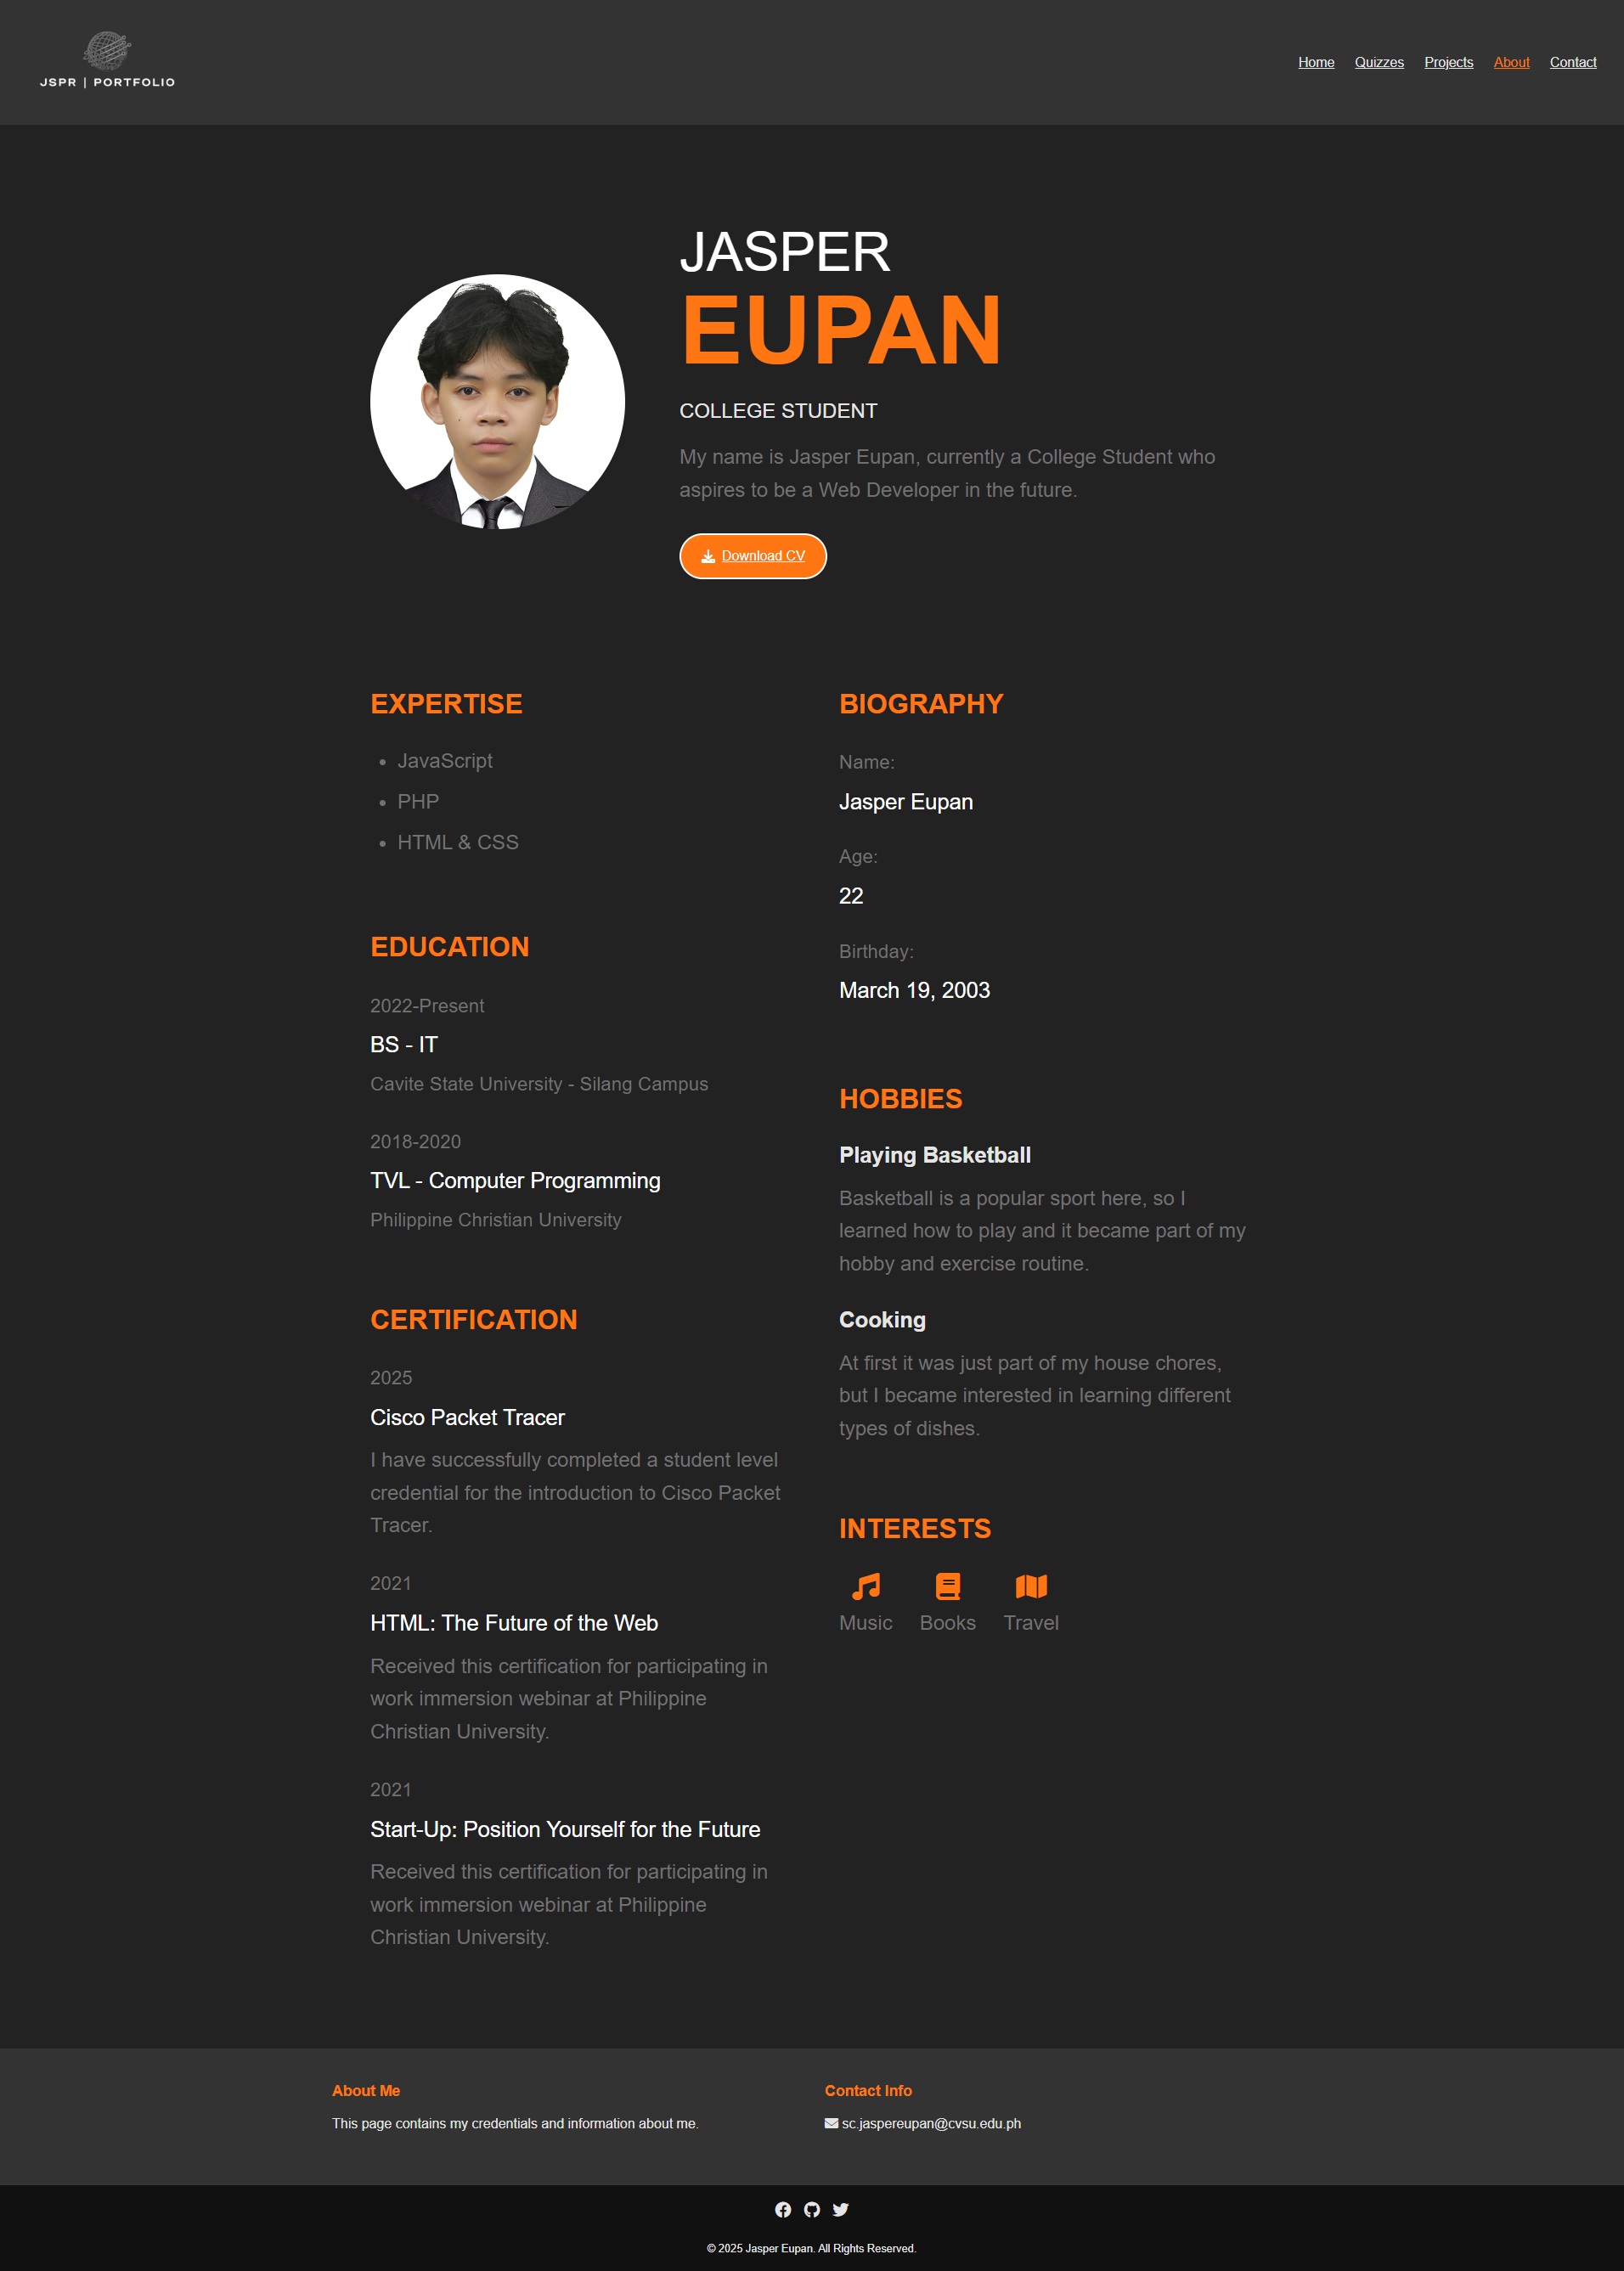 JSPR | PORTFOLIO
Home Quizzes Projects About Contact
JASPER
EUPAN
COLLEGE STUDENT
My name is Jasper Eupan, currently a College Student who
aspires to be a Web Developer in the future.
Download CV
EXPERTISE
• JavaScript
• PHP
• HTML & CSS
EDUCATION
2022-Present
BS - IT
Cavite State University - Silang Campus
2018-2020
TVL - Computer Programming
Philippine Christian University
CERTIFICATION
2025
Cisco Packet Tracer
I have successfully completed a student level
credential for the introduction to Cisco Packet
Tracer.
2021
HTML: The Future of the Web
Received this certification for participating in
work immersion webinar at Philippine
Christian University.
2021
Start-Up: Position Yourself for the Future
Received this certification for participating in
work immersion webinar at Philippine
Christian University.
BIOGRAPHY
Name:
Jasper Eupan
Age:
22
Birthday:
March 19, 2003
HOBBIES
Playing Basketball
Basketball is a popular sport here, so I
learned how to play and it became part of my
hobby and exercise routine.
Cooking
At first it was just part of my house chores,
but I became interested in learning different
types of dishes.
INTERESTS
Music Books Travel
About Me
This page contains my credentials and information about me.
Contact Info
sc.jaspereupan@cvsu.edu.ph
© 2025 Jasper Eupan. All Rights Reserved.